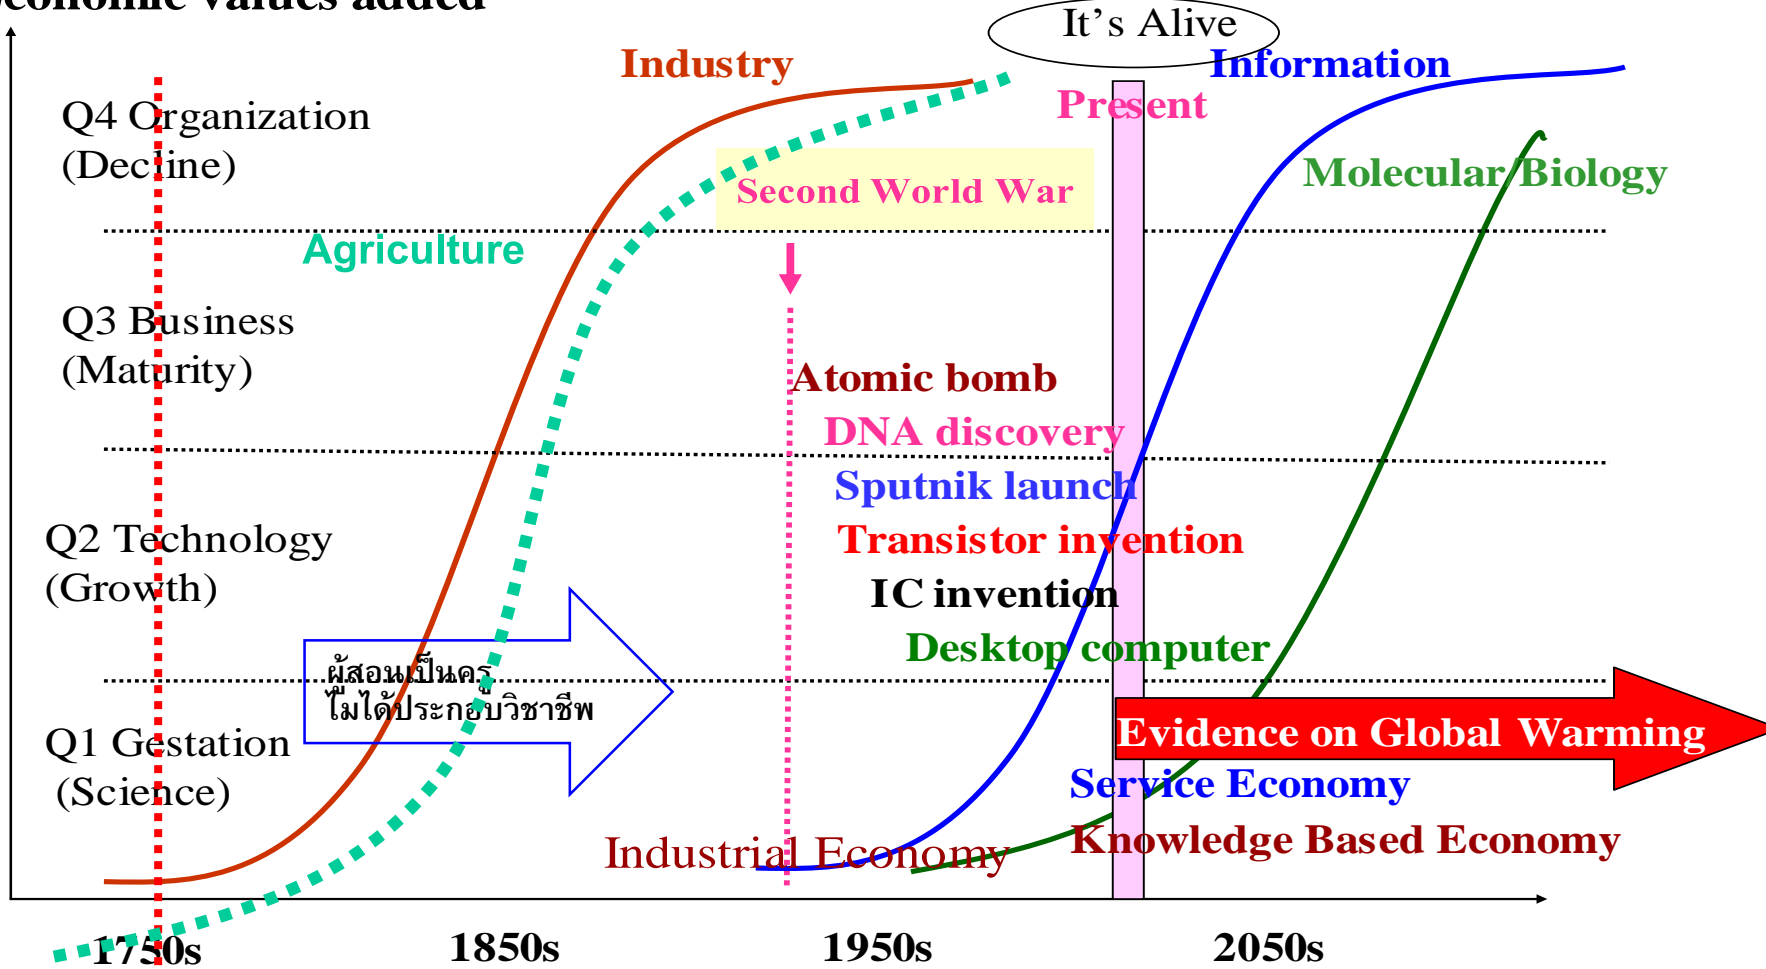 economic values added
It's Alive
Industry
Information
Present
Q4 Organization
(Decline)
Molecular Biology
Second World War
Agriculture
Q3 Business
(Maturity)
Atomic bomb
DNA discovery
Sputnik launch
Q2 Technology
(Growth)
Transistor invention
IC invention
Desktop computer
ผู้สอนเป็นครู
ไม่ได้ประกอบวิชาชีพ
Evidence on Global Warming
Q1 Gestation
(Science)
Service Economy
Industrial Economy
Knowledge Based Economy
1750s 1850s 1950s 2050s